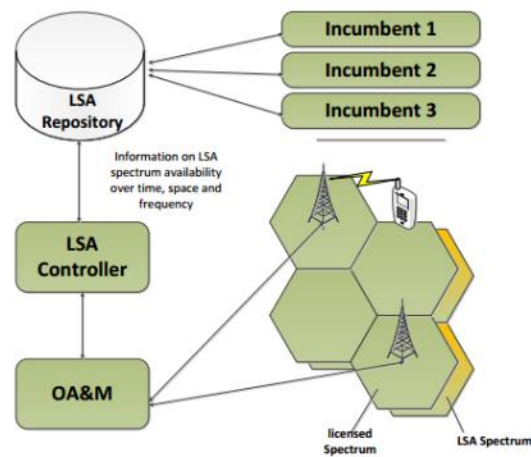 Incumbent 1
Incumbent 2
Incumbent 3
LSA
Repository
Information on LSA
spectrum availability
over time, space and
frequency
LSA
Controller
OA&M
licensed
Spectrum
LSA Spectrum